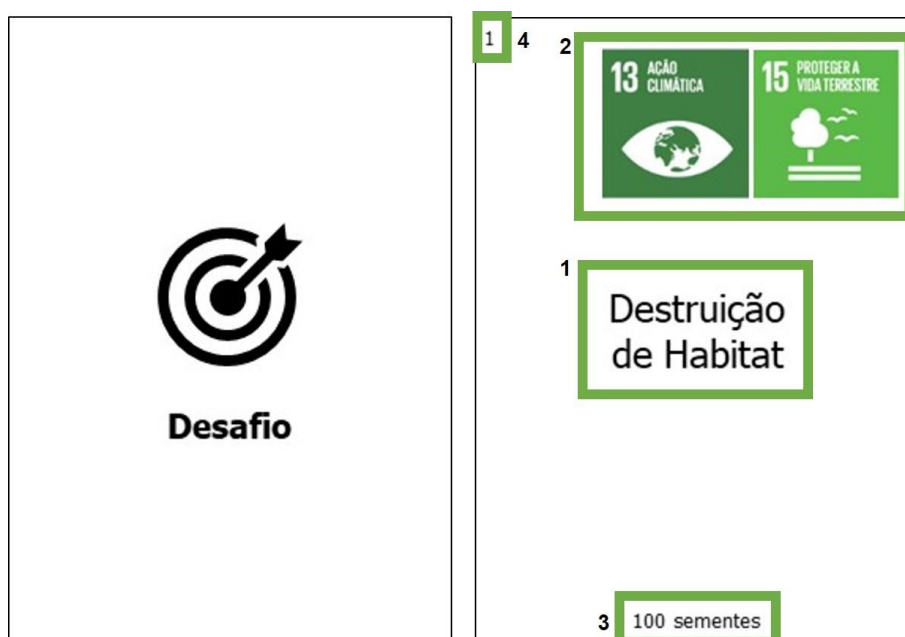 Desafio
1
4
2
13 AÇÃO
CLIMÁTICA
15 PROTEGER A
VIDA TERRESTRE
1
Destruição
de Habitat
3
100 sementes